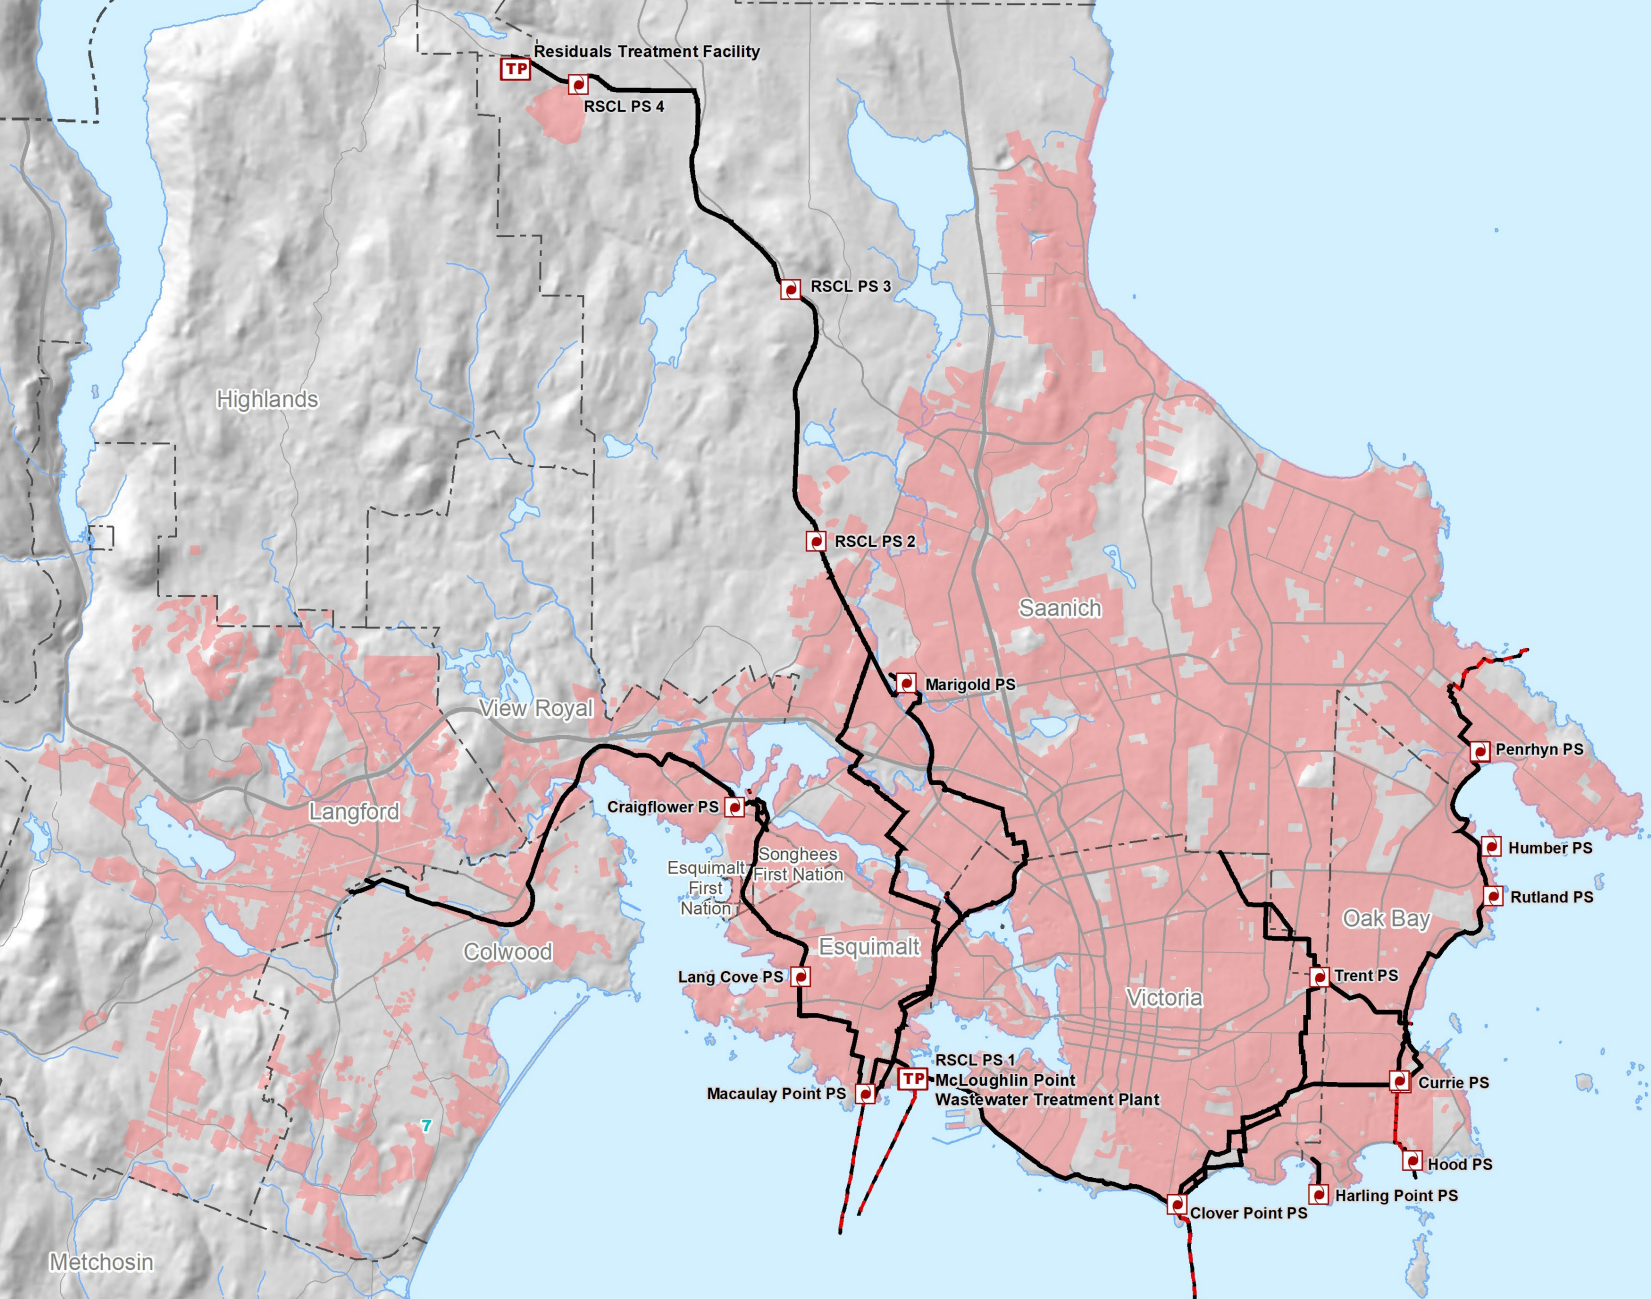 Residuals Treatment Facility
TP
RSCL PS 4
RSCL PS 3
Highlands
RSCL PS 2
Saanich
Marigold PS
View Royal
Penrhyn PS
Langford
Craigflower PS
Humber PS
Songhees
First Nation
Esquimalt
First
Nation
Rutland PS
Oak Bay
Esquimalt
Colwood
Lang Cove PS
Trent PS
Victoria
RSCL PS 1
TP
McLoughlin Point
Wastewater Treatment Plant
Macaulay Point PS
Currie PS
7
Hood PS
Harling Point PS
Clover Point PS
Metchosin